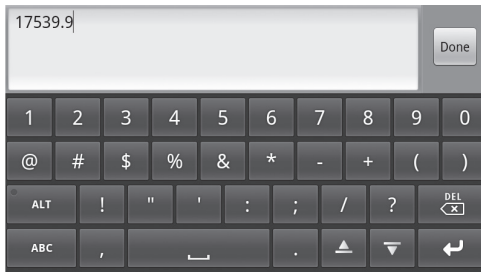 17539.9
Done
1 2 3 4 5 6 7 8 9 0
@ # $ % & * - + ( )
ALT ! " ' : ; / ? DEL
ABC , .